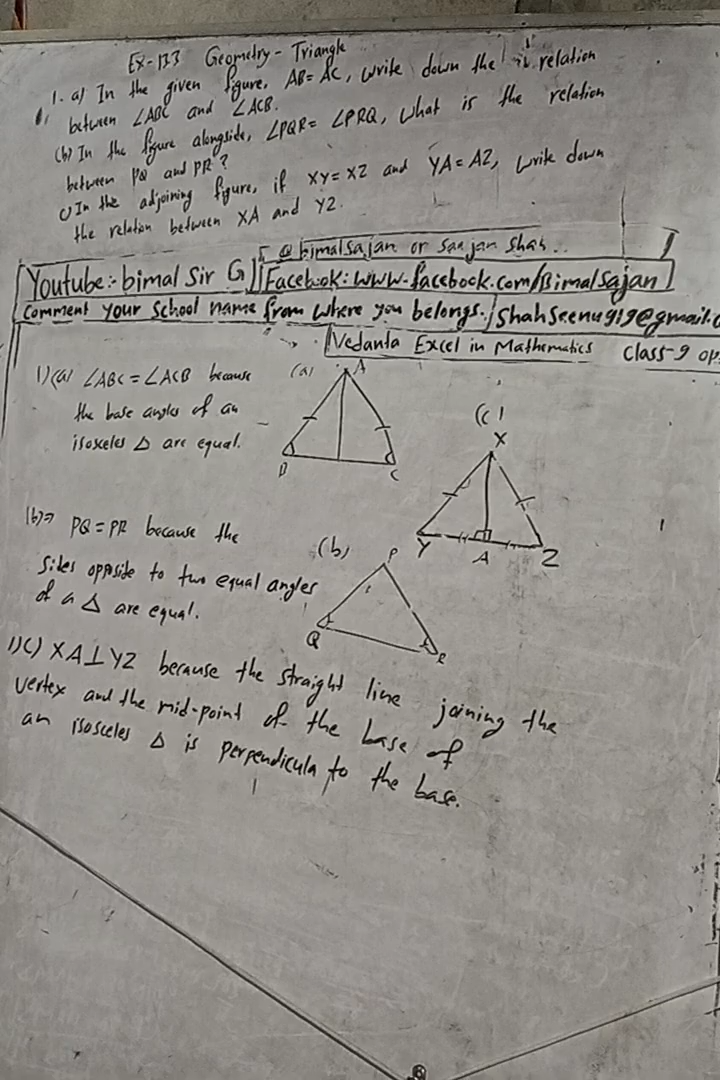 Ex-13.3 Geometry - Triangle
1. a) In the given figure, AB= AC, write down the relation
between ∠ABC and ∠ACB.
(b) In the figure alongside, ∠PQR= ∠PRQ, what is the relation
between PQ and PR?
c) In the adjoining figure, if XY= XZ and YA= AZ, write down
the relation between XA and YZ.
@bimalsajan or Sanjan Shah..
Youtube:- bimal Sir G
Facebook: www.facebook.com/Bimalsajan
Comment your School name from where you belongs. Shahseenu919@gmail.c
Vedanta Excel in Mathematics Class-9 op
1)(a) ∠ABC = ∠ACB because
the base angles of an
isosceles Δ are equal.
(a)
A
B
C
(c)
X
Y
A
Z
1b)⇒ PQ = PR because the
Sides opposide to two equal angles
of a Δ are equal.
(b)
P
Q
R
1)c) XA⊥YZ because the straight line joining the
vertex and the mid-point of the base of
an isosceles Δ is perpendicula to the base.